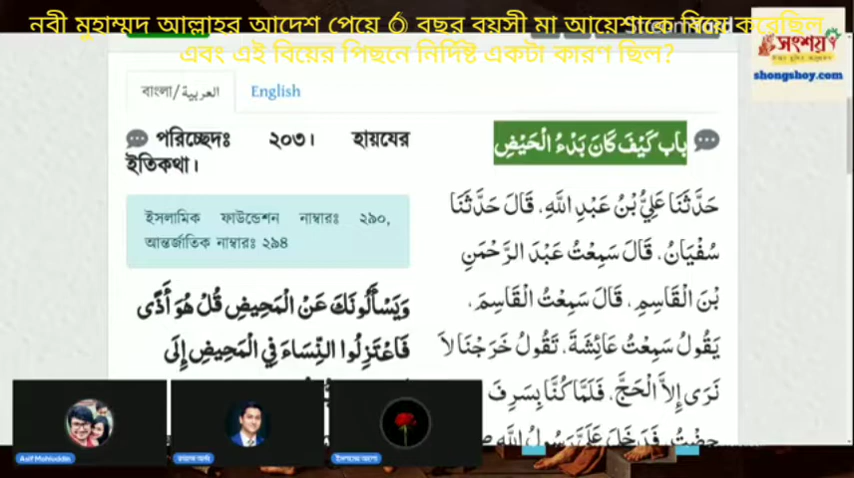 নবী মুহাম্মদ আল্লাহর আদেশ পেয়ে 6 বছর বয়সী মা আয়েশাকে বিয়ে করেছিল
এবং এই বিয়ের পিছনে নির্দিষ্ট একটা কারণ ছিল?
সংশয়
shongshoy.com
বাংলা/العربية
English
পরিচ্ছেদঃ ২০৩। হায়যের
ইতিকথা।
ইসলামিক ফাউন্ডেশন নাম্বারঃ ২৯০,
আন্তর্জাতিক নাম্বারঃ ২৯৪
وَيَسْأَلُونَكَ عَنْ الْمَحِيضِ قُلْ هُوَ أَذًى
فَاعْتَزِلُوا النِّسَاءَ فِي الْمَحِيضِ إِلَى
باب كَيْفَ كَانَ بَدْءُ الْحَيْضِ
حَدَّثَنَا عَلِيُّ بْنُ عَبْدِ اللَّهِ، قَالَ حَدَّثَنَا
سُفْيَانُ، قَالَ سَمِعْتُ عَبْدَ الرَّحْمَنِ
بْنَ الْقَاسِمِ، قَالَ سَمِعْتُ الْقَاسِمَ،
يَقُولُ سَمِعْتُ عَائِشَةَ، تَقُولُ خَرَجْنَا لاَ
نَرَى إِلاَّ الْحَجَّ، فَلَمَّا كُنَّا بِسَرِفَ
حِضْتُ، فَدَخَلَ عَلَىَّ رَسُولُ اللَّهِ
Asif Mohiuddin